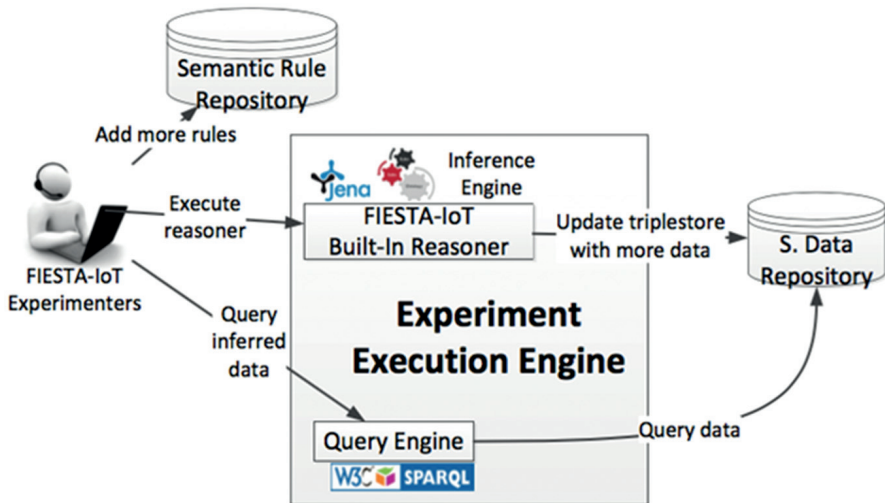 Semantic Rule
Repository
Add more rules
FIESTA-IoT
Experimenters
Execute
reasoner
Query
inferred
data
Jena
Inference
Engine
FIESTA-IoT
Built-In Reasoner
Update triplestore
with more data
S. Data
Repository
Experiment
Execution Engine
Query Engine
W3C SPARQL
Query data